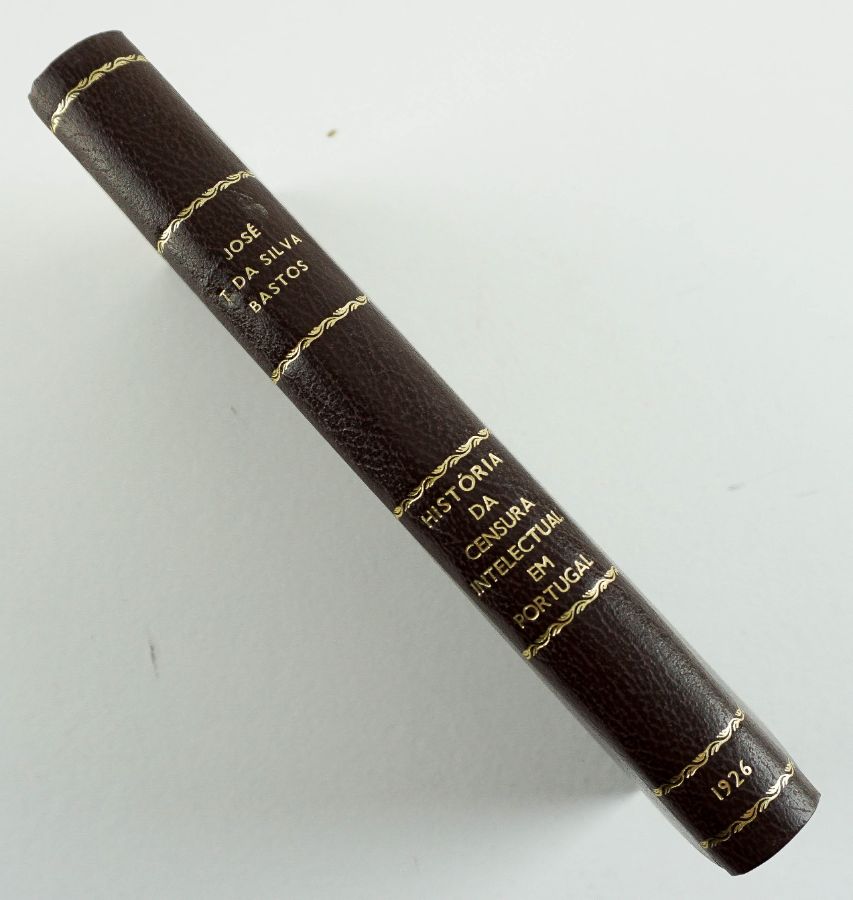 JOSÉ
T. DA SILVA
BASTOS
HISTÓRIA
DA
CENSURA
INTELECTUAL
EM
PORTUGAL
1926